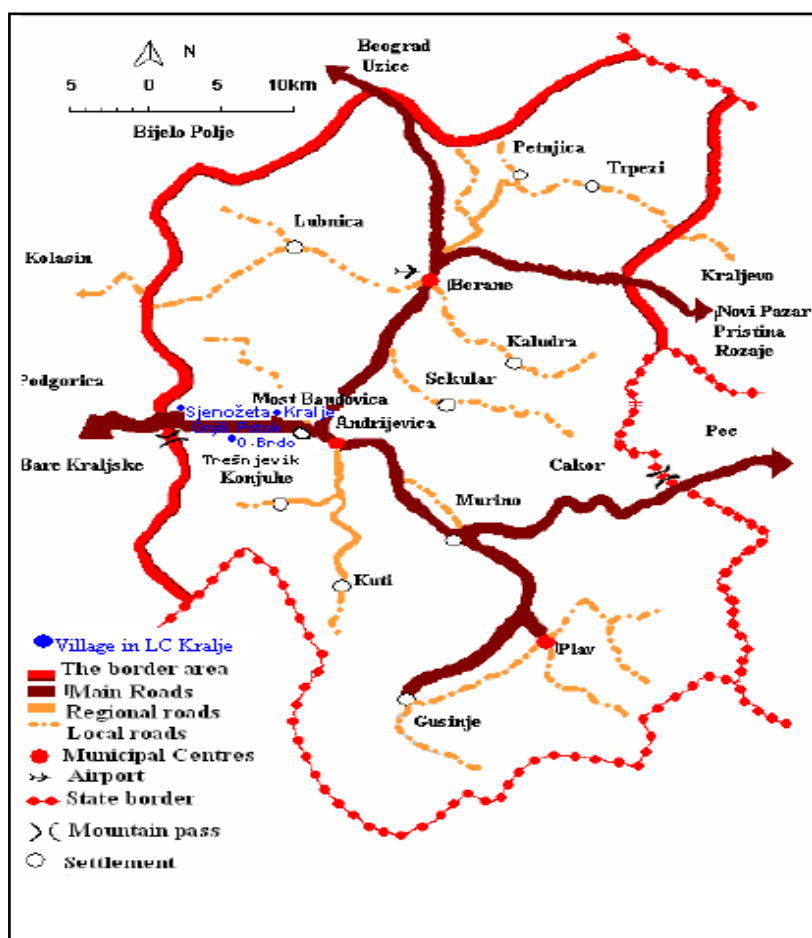 Beograd
Uzice
N
5 0 5 10km
Bijelo Polje
Petnjica
Trpezi
Lubnica
Kolasin
Berane
Kraljevo
Novi Pazar
Pristina
Rozaje
Kaludra
Sekular
Podgorica
Most Bandovica
Sjenožeta
Kralje
Gnjili Potok
Andrijevica
O.Brdo
Trešnjevik
Bare Kraljske
Konjuhe
Pec
Cakor
Murino
Kuti
Plav
Gusinje
Village in LC Kralje
The border area
Main Roads
Regional roads
Local roads
Municipal Centres
Airport
State border
Mountain pass
Settlement